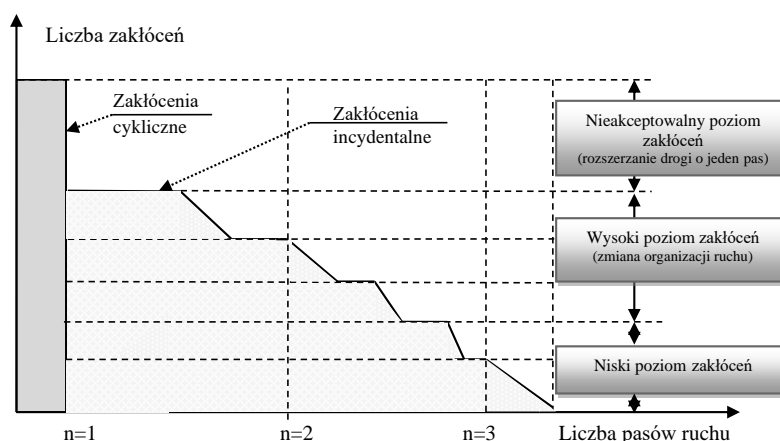 Liczba zakłóceń
Zakłócenia
cykliczne
Zakłócenia
incydentalne
Nieakceptowalny poziom
zakłóceń
(rozszerzanie drogi o jeden pas)
Wysoki poziom zakłóceń
(zmiana organizacji ruchu)
Niski poziom zakłóceń
n=1
n=2
n=3
Liczba pasów ruchu